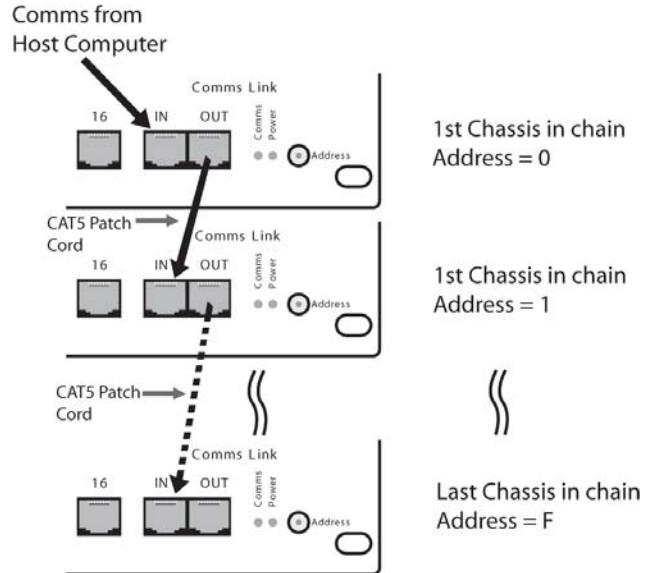 Comms from
Host Computer
Comms Link
16 IN OUT Comms Power Address
1st Chassis in chain
Address = 0
CAT5 Patch
Cord
Comms Link
16 IN OUT Comms Power Address
1st Chassis in chain
Address = 1
CAT5 Patch
Cord
Comms Link
16 IN OUT Comms Power Address
Last Chassis in chain
Address = F